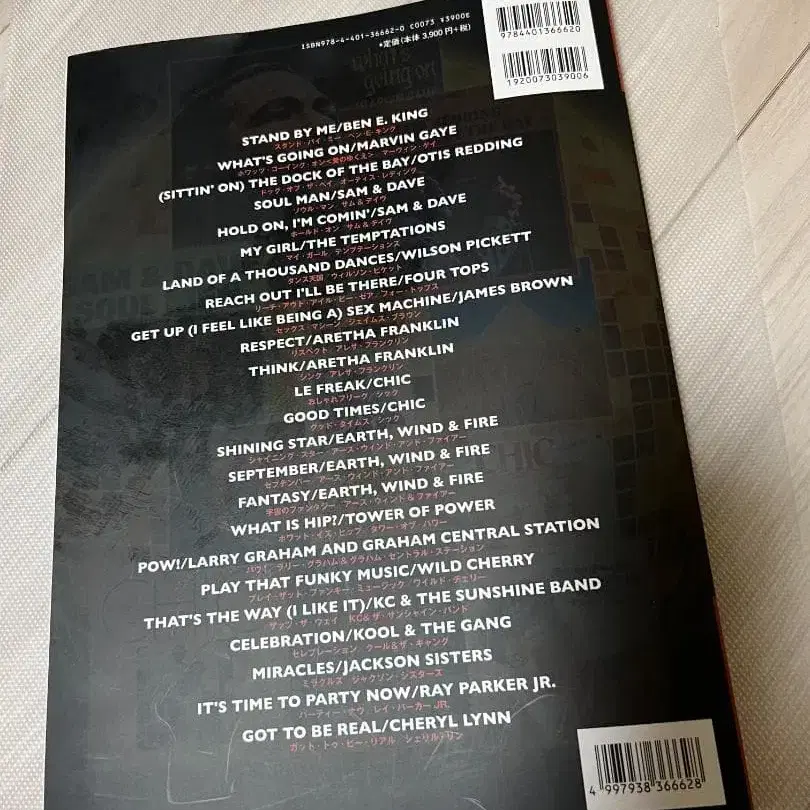 ISBN978-4-401-36662-0 C0073 ¥3900E
*定価(本体 3,900円+税)
9784401366620
1920073039006
what's
going on
STAND BY ME/BEN E. KING
スタンド・バイ・ミー ベン・E・キング
WHAT'S GOING ON/MARVIN GAYE
ホワッツ・ゴーイング・オン<愛のゆくえ> マーヴィン・ゲイ
(SITTIN' ON) THE DOCK OF THE BAY/OTIS REDDING
ドック・オブ・ザ・ベイ オーティス・レディング
SOUL MAN/SAM & DAVE
ソウル・マン サム&デイヴ
HOLD ON, I'M COMIN'/SAM & DAVE
ホールド・オン サム&デイヴ
MY GIRL/THE TEMPTATIONS
マイ・ガール テンプテーションズ
LAND OF A THOUSAND DANCES/WILSON PICKETT
ダンス天国 ウィルソン・ピケット
REACH OUT I'LL BE THERE/FOUR TOPS
リーチ・アウト・アイル・ビー・ゼア フォー・トップス
GET UP (I FEEL LIKE BEING A) SEX MACHINE/JAMES BROWN
セックス・マシーン ジェイムス・ブラウン
RESPECT/ARETHA FRANKLIN
リスペクト アレサ・フランクリン
THINK/ARETHA FRANKLIN
シンク アレサ・フランクリン
LE FREAK/CHIC
おしゃれフリーク シック
GOOD TIMES/CHIC
グッド・タイムス シック
SHINING STAR/EARTH, WIND & FIRE
シャイニング・スター アース・ウィンド・アンド・ファイアー
SEPTEMBER/EARTH, WIND & FIRE
セプテンバー アース・ウィンド・アンド・ファイアー
FANTASY/EARTH, WIND & FIRE
宇宙のファンタジー アース・ウィンド&ファイアー
WHAT IS HIP?/TOWER OF POWER
ホワット・イズ・ヒップ タワー・オブ・パワー
POW!/LARRY GRAHAM AND GRAHAM CENTRAL STATION
パウ! ラリー・グラハム&グラハム・セントラル・ステーション
PLAY THAT FUNKY MUSIC/WILD CHERRY
プレイ・ザット・ファンキー・ミュージック ワイルド・チェリー
THAT'S THE WAY (I LIKE IT)/KC & THE SUNSHINE BAND
ザッツ・ザ・ウェイ KC&ザ・サンシャイン・バンド
CELEBRATION/KOOL & THE GANG
セレブレーション クール&ザ・ギャング
MIRACLES/JACKSON SISTERS
ミラクルズ ジャクソン・シスターズ
IT'S TIME TO PARTY NOW/RAY PARKER JR.
パーティー・ナウ レイ・パーカーJR.
GOT TO BE REAL/CHERYL LYNN
ガット・トゥ・ビー・リアル シェリル・リン
CHIC
4997938366628